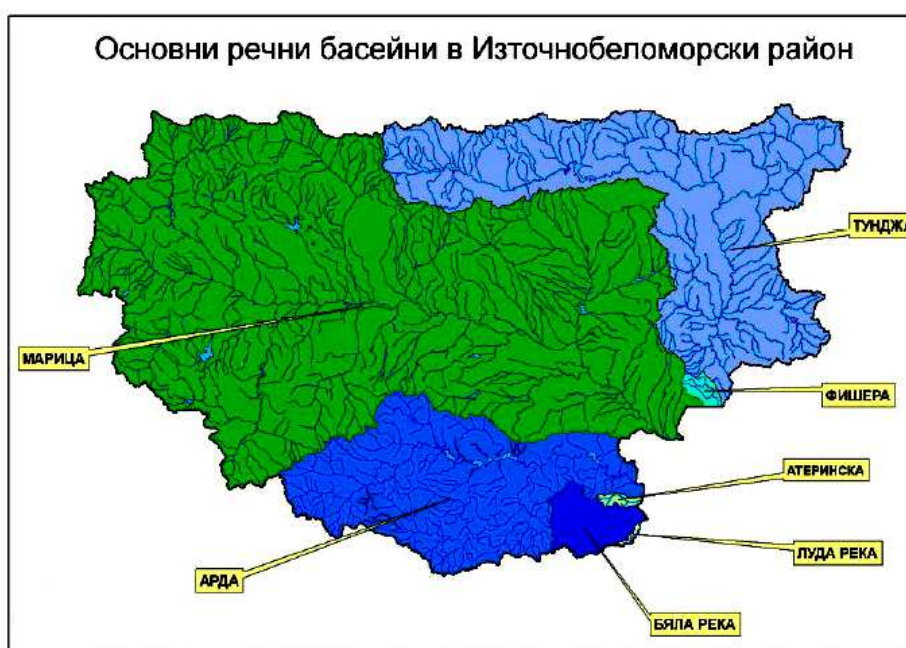 Основни речни басейни в Източнобеломорски район
ТУНДЖА
МАРИЦА
ФИШЕРА
АТЕРИНСКА
ЛУДА РЕКА
АРДА
БЯЛА РЕКА